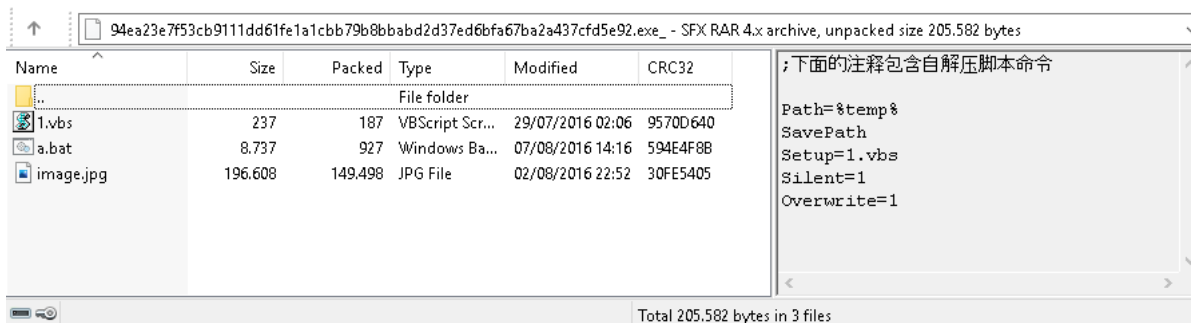 94ea23e7f53cb9111dd61fe1a1cbb79b8bbabd2d37ed6bfa67ba2a437cfd5e92.exe_ - SFX RAR 4.x archive, unpacked size 205.582 bytes
Name Size Packed Type Modified CRC32
.. File folder
1.vbs 237 187 VBScript Scr... 29/07/2016 02:06 9570D640
a.bat 8.737 927 Windows Ba... 07/08/2016 14:16 594E4F8B
image.jpg 196.608 149.498 JPG File 02/08/2016 22:52 30FE5405
;下面的注释包含自解压脚本命令
Path=%temp%
SavePath
Setup=1.vbs
Silent=1
Overwrite=1
Total 205.582 bytes in 3 files